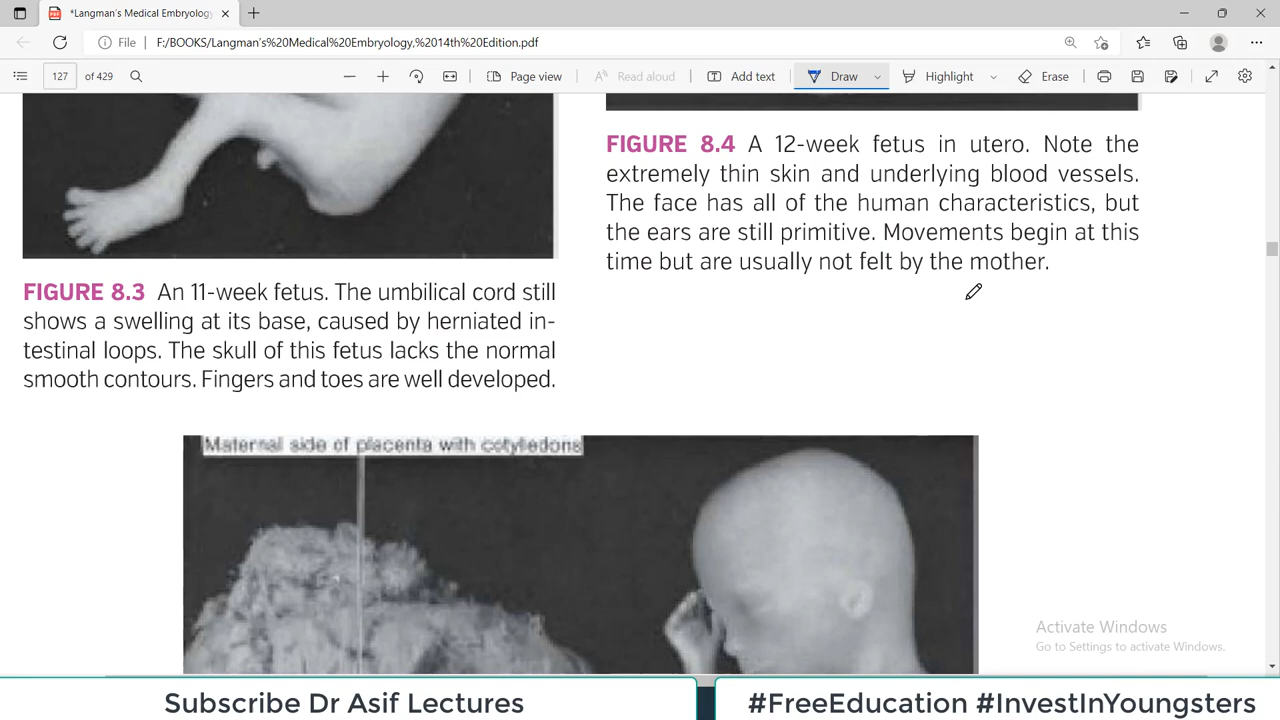 *Langman's Medical Embryology
File
F:/BOOKS/Langman's%20Medical%20Embryology,%2014th%20Edition.pdf
127
of 429
Page view
Read aloud
Add text
Draw
Highlight
Erase
FIGURE 8.3 An 11-week fetus. The umbilical cord still
shows a swelling at its base, caused by herniated in-
testinal loops. The skull of this fetus lacks the normal
smooth contours. Fingers and toes are well developed.
FIGURE 8.4 A 12-week fetus in utero. Note the
extremely thin skin and underlying blood vessels.
The face has all of the human characteristics, but
the ears are still primitive. Movements begin at this
time but are usually not felt by the mother.
Maternal side of placenta with cotyledons
Activate Windows
Go to Settings to activate Windows.
Subscribe Dr Asif Lectures
#FreeEducation #InvestInYoungsters